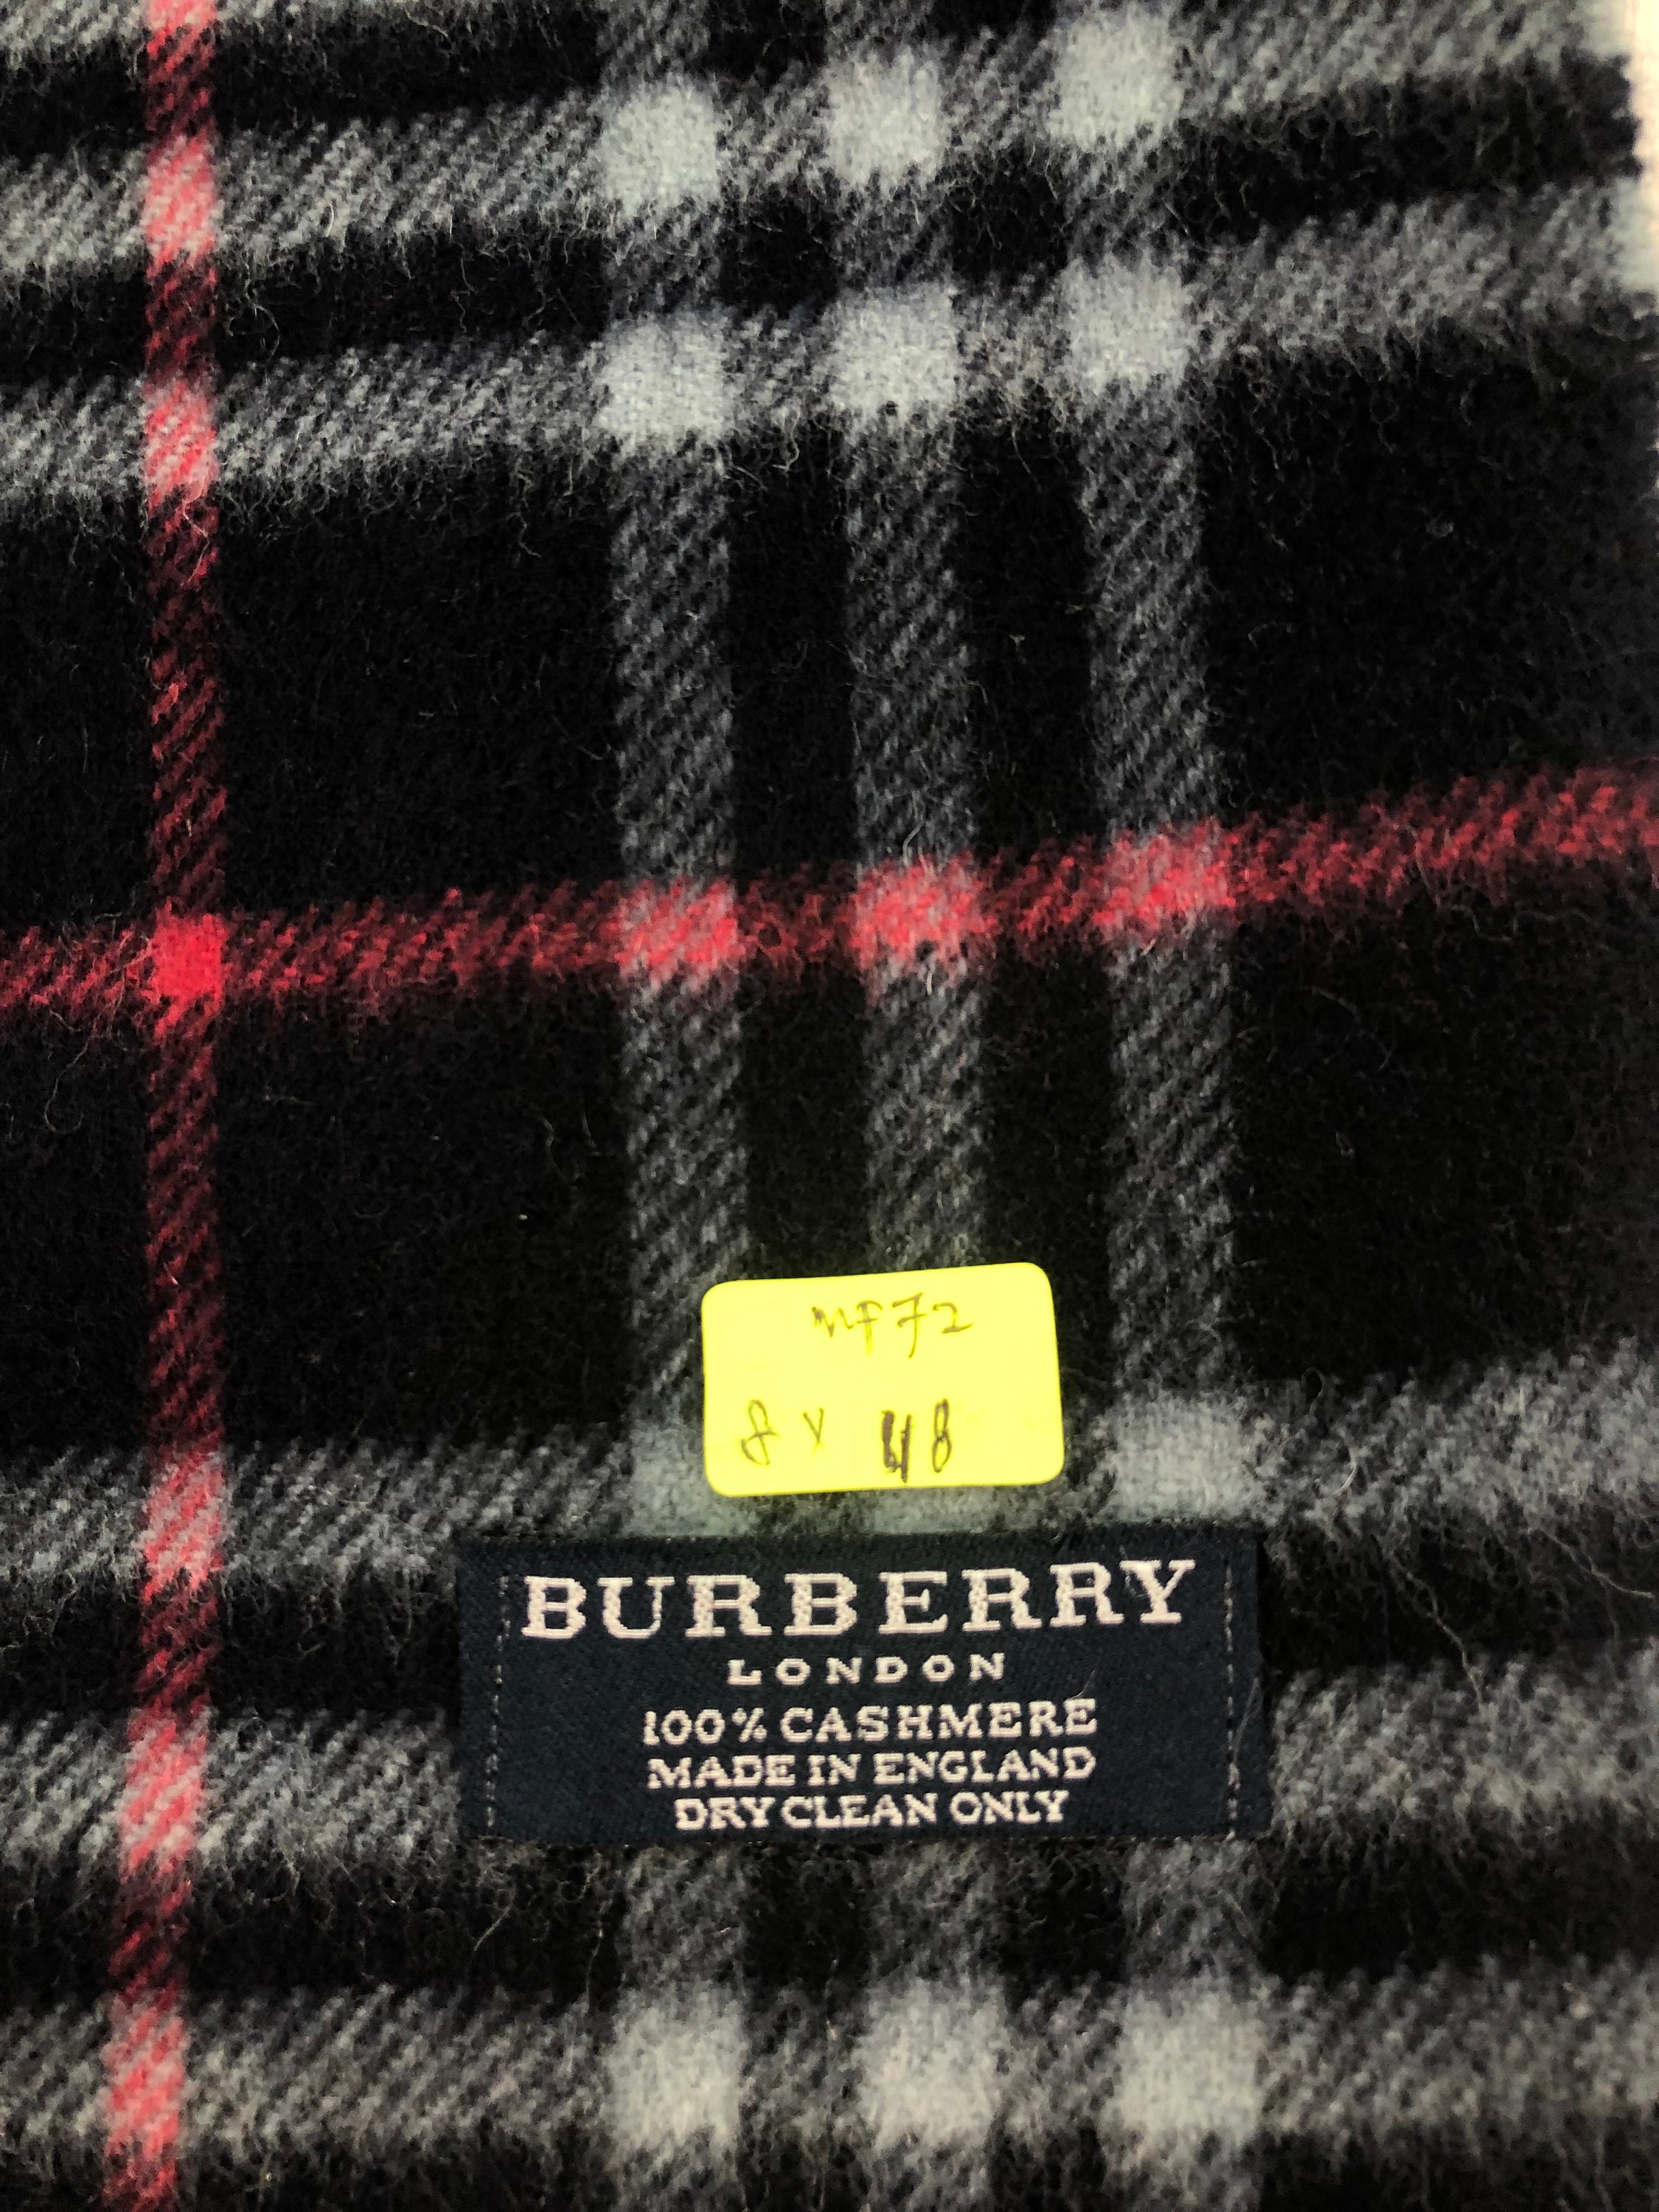 MF72
8 x 48
BURBERRY
LONDON
100% CASHMERE
MADE IN ENGLAND
DRY CLEAN ONLY